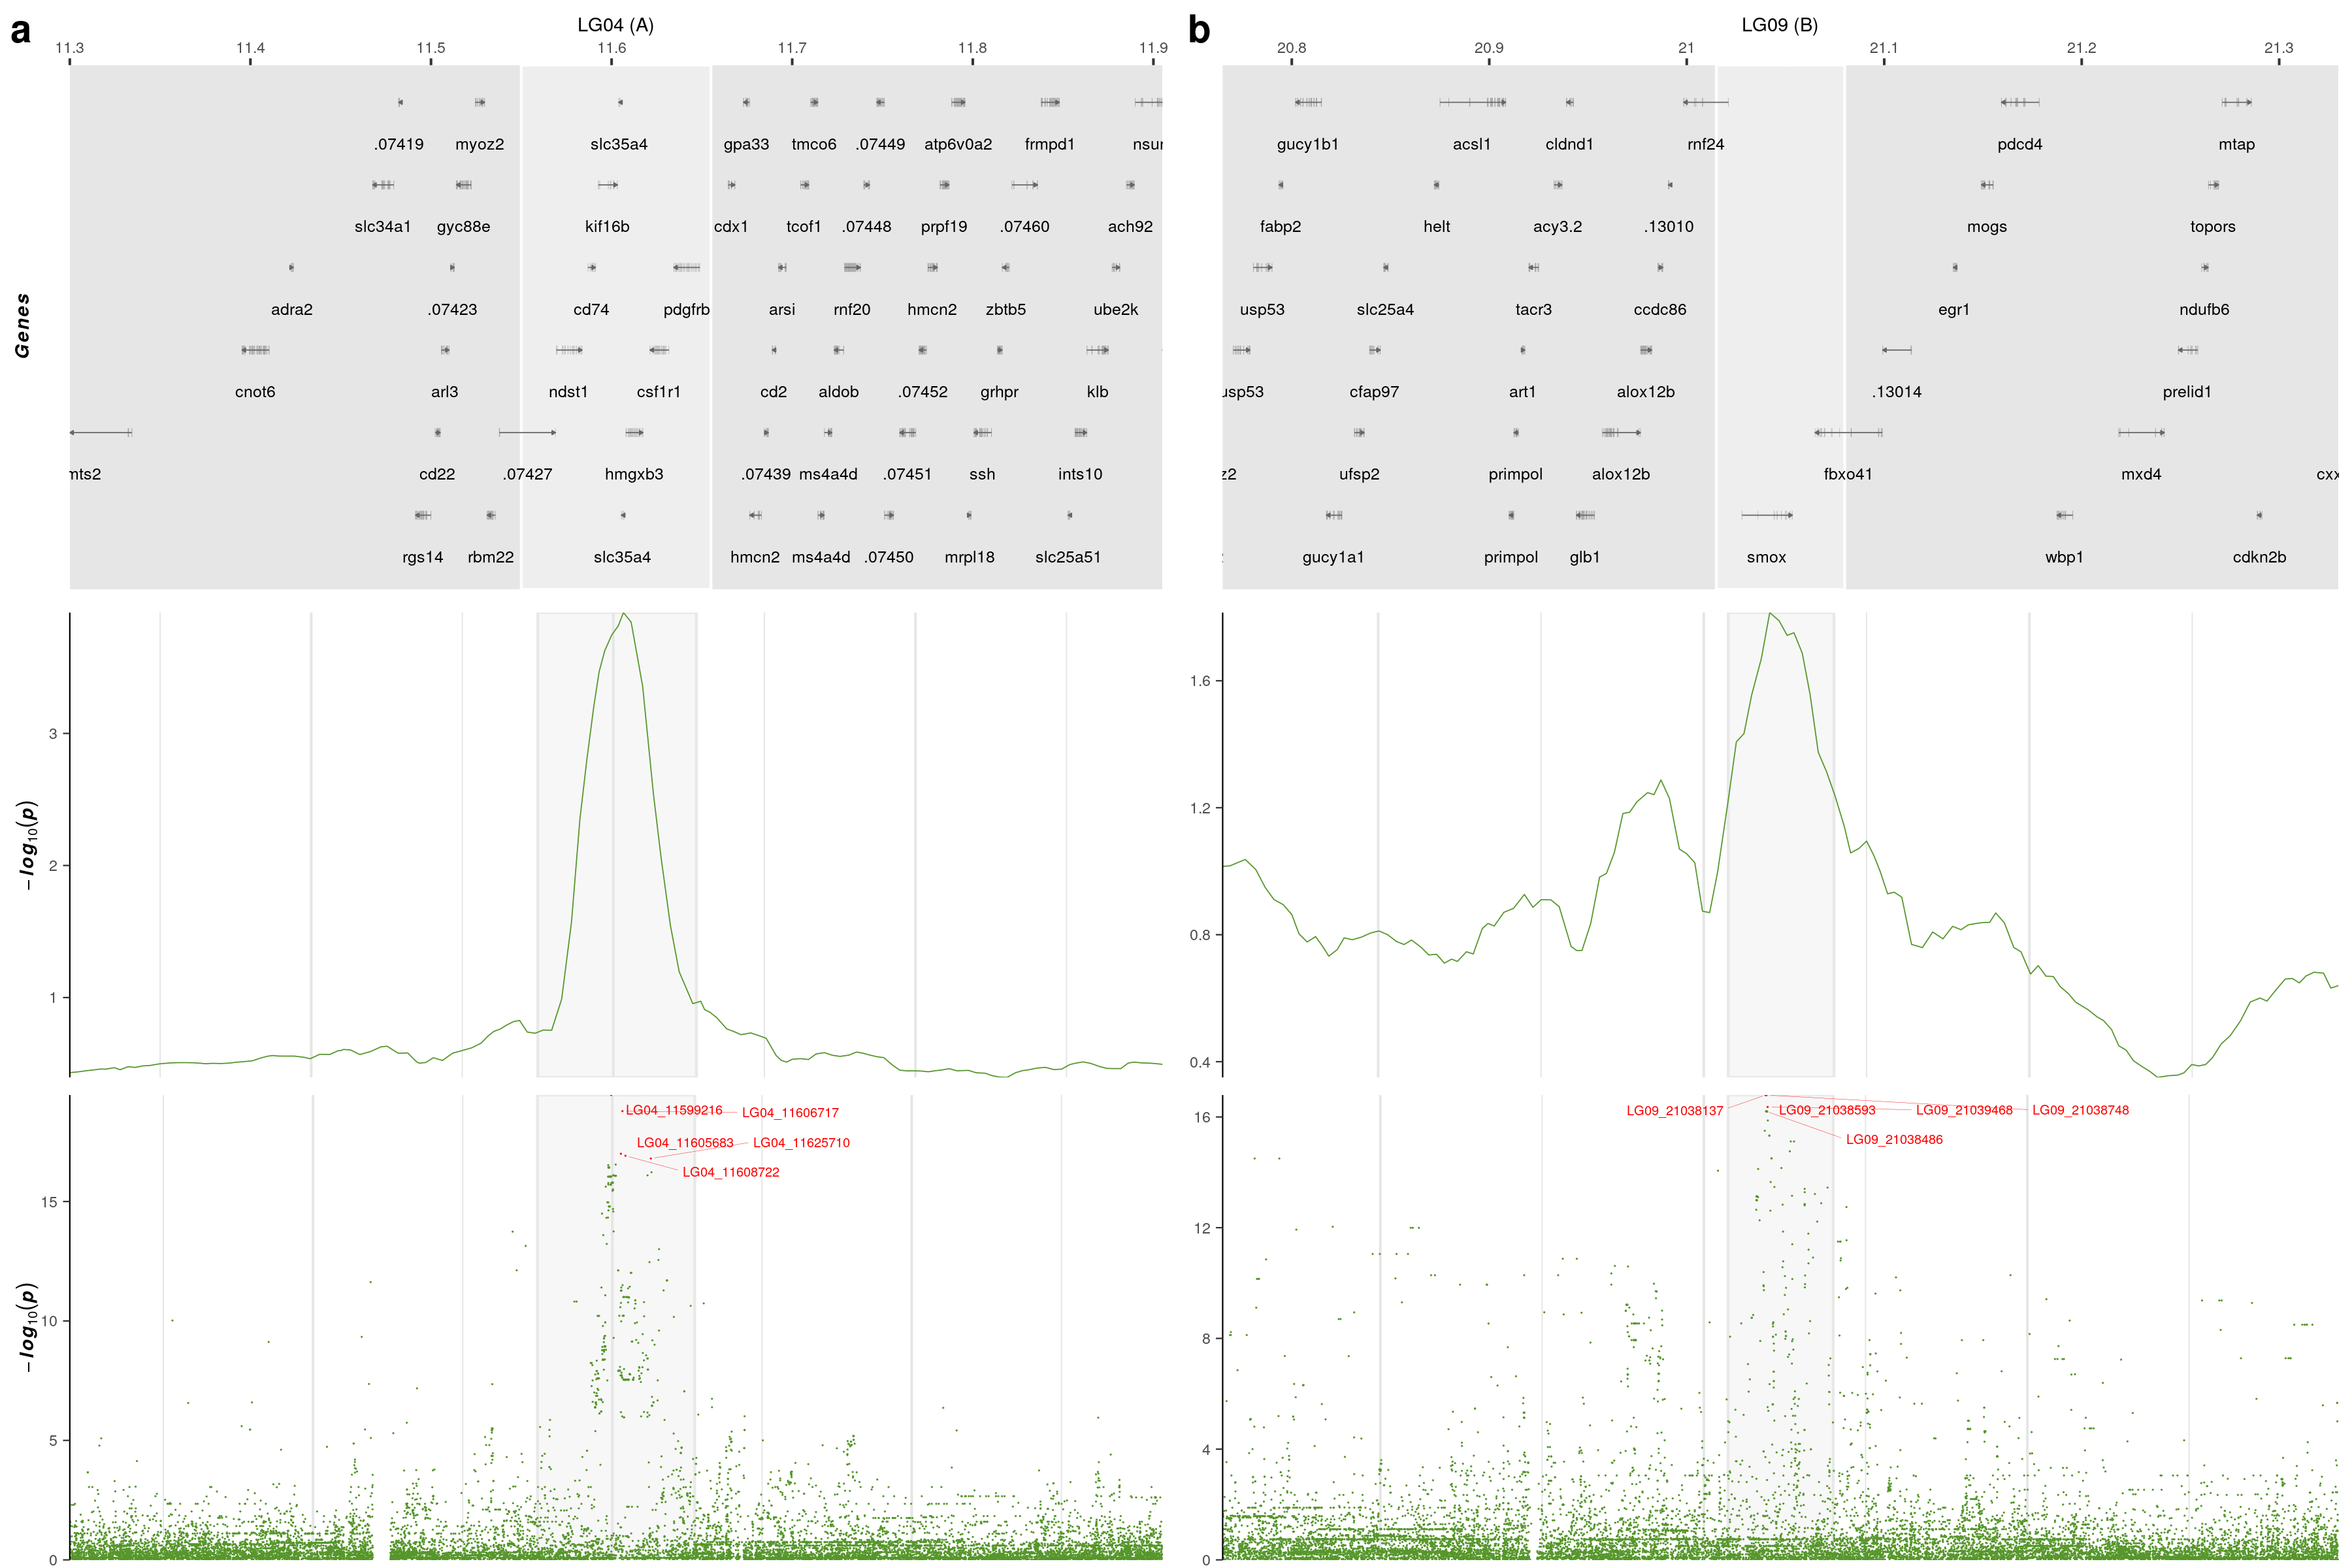 a
LG04 (A)
11.3 11.4 11.5 11.6 11.7 11.8 11.9
.07419 myoz2 slc35a4 gpa33 tmco6 .07449 atp6v0a2 frmpd1 nsur
slc34a1 gyc88e kif16b cdx1 tcof1 .07448 prpf19 .07460 ach92
adra2 .07423 cd74 pdgfrb arsi rnf20 hmcn2 zbtb5 ube2k
cnot6 arl3 ndst1 csf1r1 cd2 aldob .07452 grhpr klb
mts2 cd22 .07427 hmgxb3 .07439 ms4a4d .07451 ssh ints10
rgs14 rbm22 slc35a4 hmcn2 ms4a4d .07450 mrpl18 slc25a51
Genes
3
2
1
−log10(p)
LG04_11599216 LG04_11606717
LG04_11605683 LG04_11625710
LG04_11608722
15
10
5
0
−log10(p)
b
LG09 (B)
20.8 20.9 21 21.1 21.2 21.3
gucy1b1 acsl1 cldnd1 rnf24 pdcd4 mtap
fabp2 helt acy3.2 .13010 mogs topors
usp53 slc25a4 tacr3 ccdc86 egr1 ndufb6
usp53 cfap97 art1 alox12b .13014 prelid1
z2 ufsp2 primpol alox12b fbxo41 mxd4 cxx
gucy1a1 primpol glb1 smox wbp1 cdkn2b
1.6
1.2
0.8
0.4
LG09_21038137 LG09_21038593 LG09_21039468 LG09_21038748
LG09_21038486
16
12
8
4
0